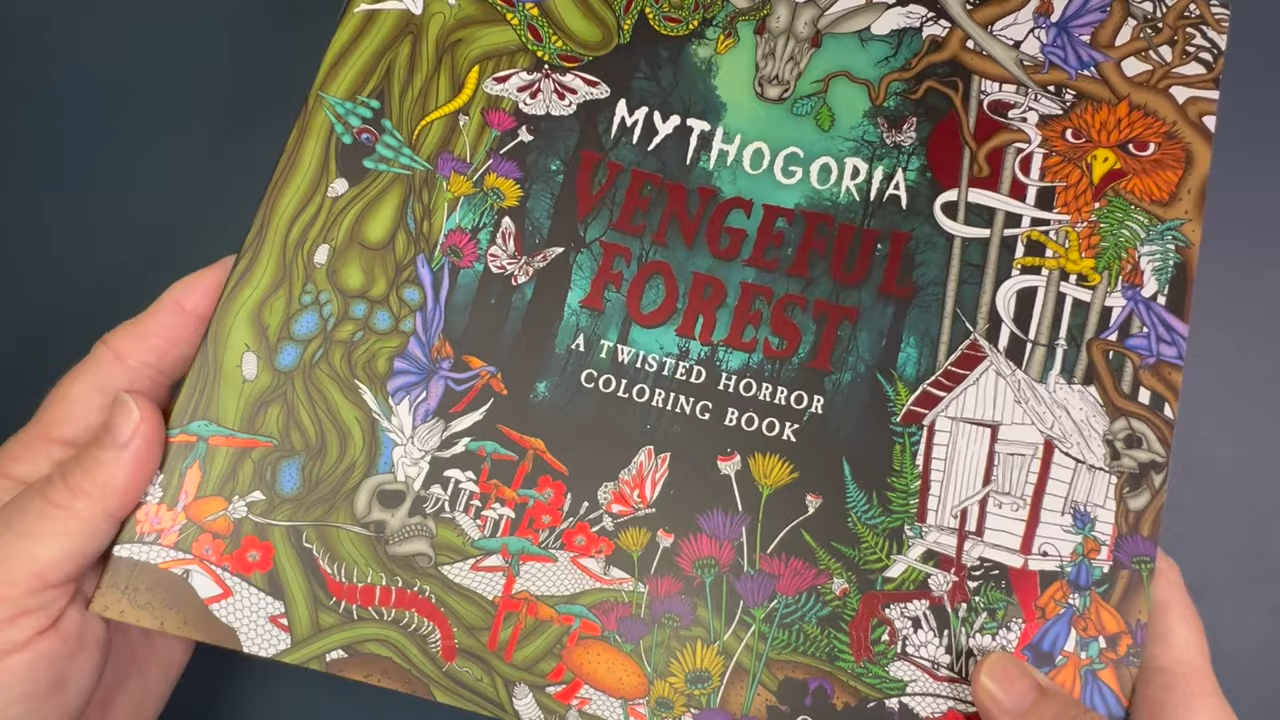 MYTHOGORIA
VENGEFUL
FOREST
A TWISTED HORROR
COLORING BOOK